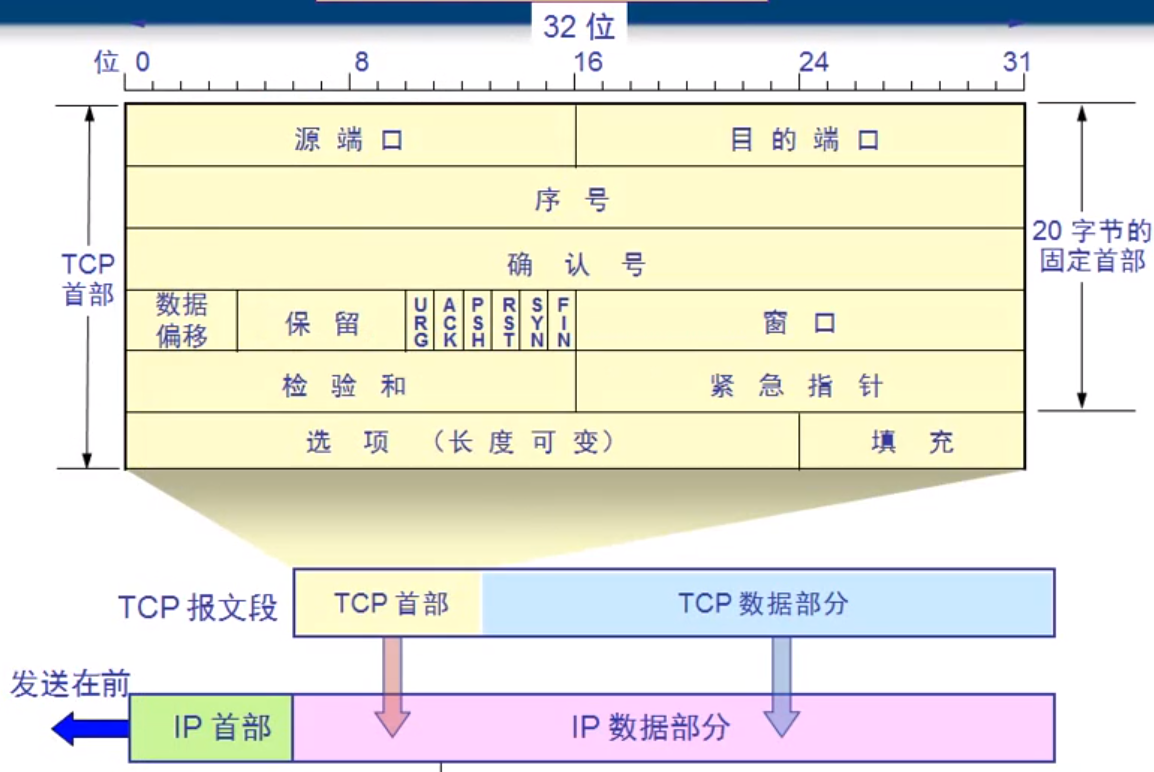 32 位
位 0 8 16 24 31
源端口 目的端口
序号
确认号
TCP
首部
20 字节的
固定首部
数据
偏移
保留
URG
ACK
PSH
RST
SYN
FIN
窗口
检验和 紧急指针
选项（长度可变） 填充
TCP 报文段 TCP 首部 TCP 数据部分
发送在前
IP 首部 IP 数据部分